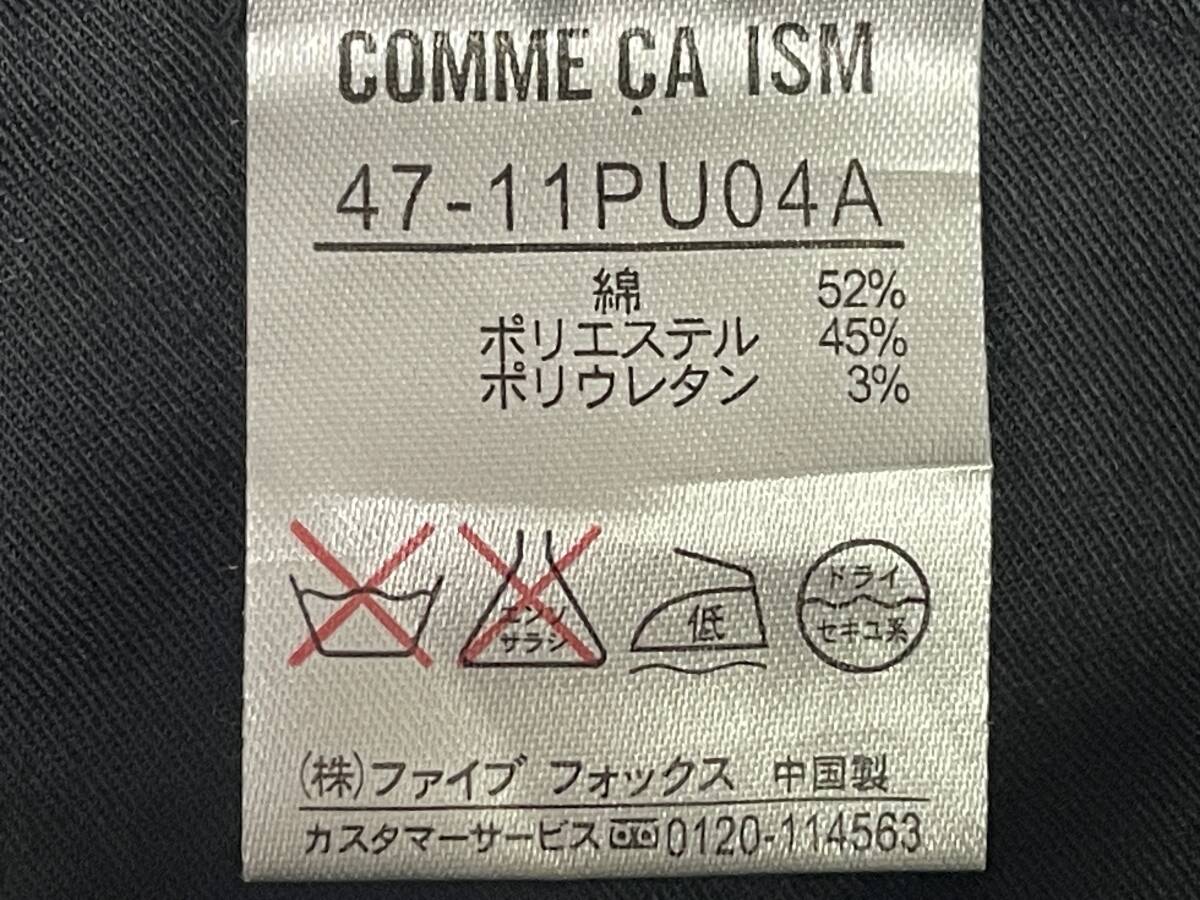 COMME ÇA ISM
47-11PU04A
綿 52%
ポリエステル 45%
ポリウレタン 3%
エンソ
サラシ
低
ドライ
セキユ系
(株)ファイブ フォックス 中国製
カスタマーサービス 0120-114563